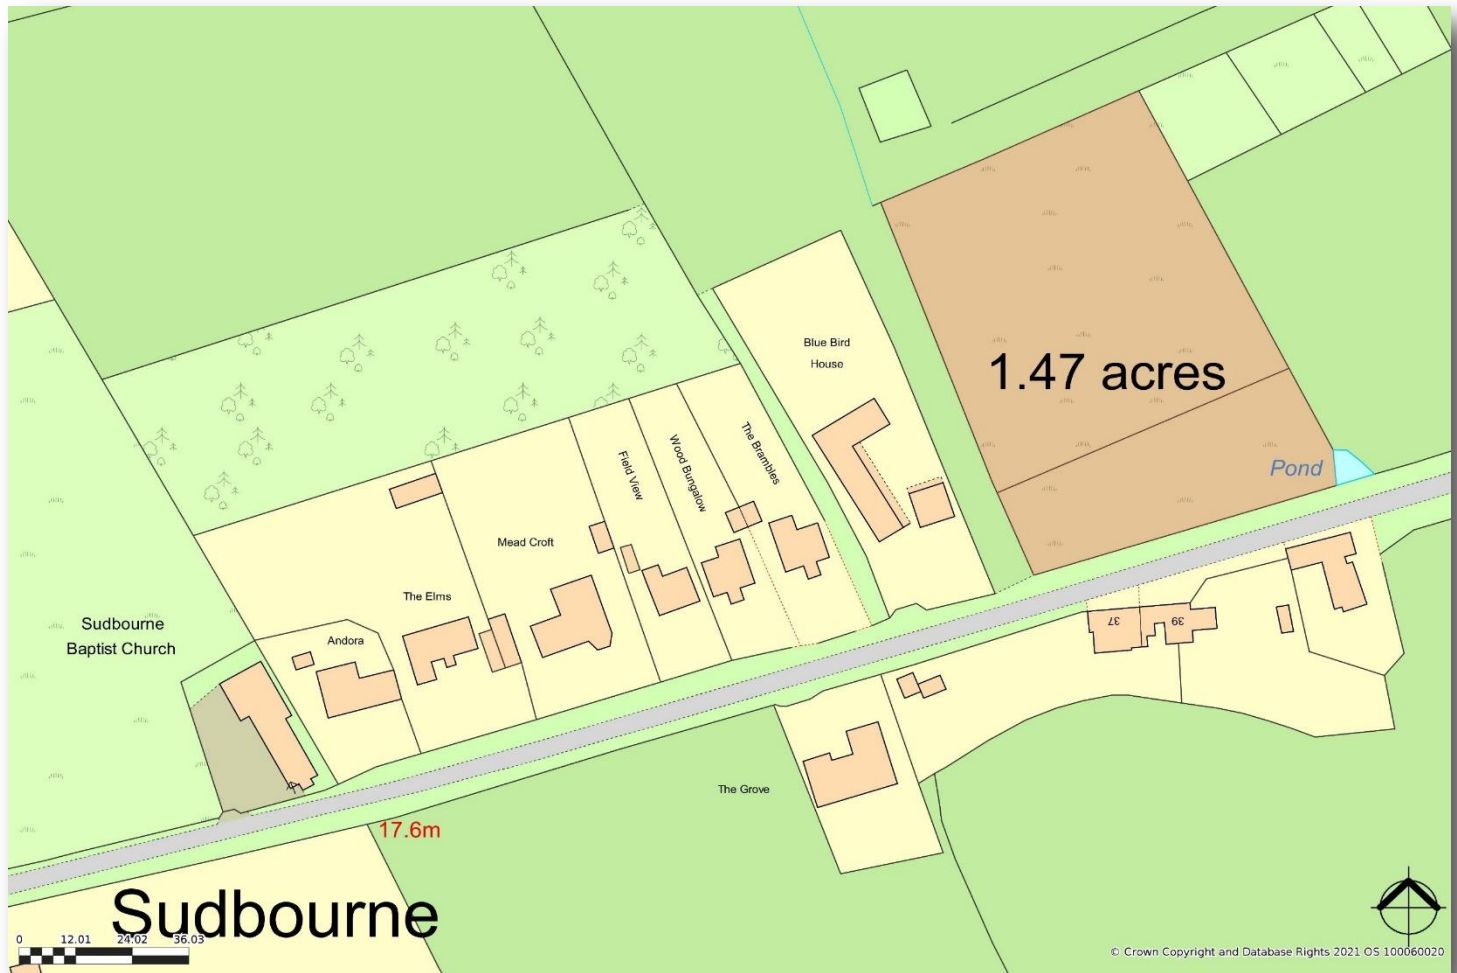 Blue Bird
House
1.47 acres
Pond
The Brambles
Wood Bungalow
Field View
Mead Croft
The Elms
Andora
Sudbourne
Baptist Church
37
39
The Grove
17.6m
Sudbourne
0 12.01 24.02 36.03
© Crown Copyright and Database Rights 2021 OS 100060020